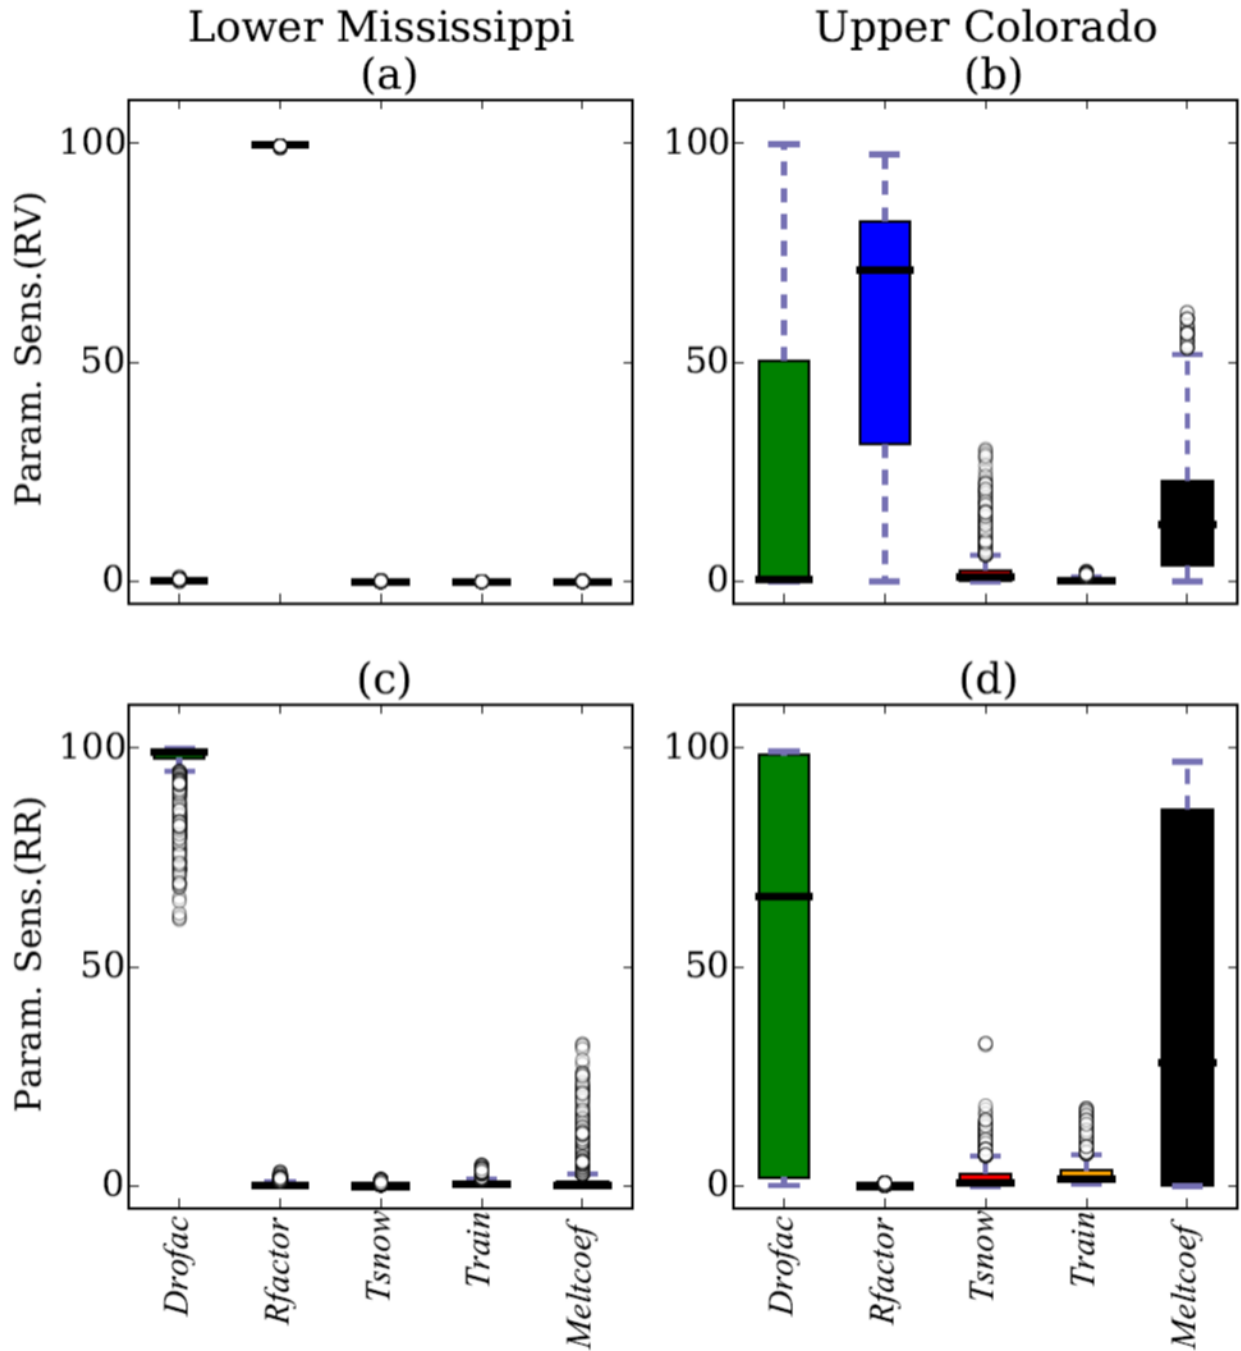 Lower Mississippi
Upper Colorado
(a)
(b)
Param. Sens.(RV)
100
50
0
100
50
0
(c)
(d)
Param. Sens.(RR)
100
50
0
100
50
0
Drofac
Rfactor
Tsnow
Train
Meltcoef
Drofac
Rfactor
Tsnow
Train
Meltcoef